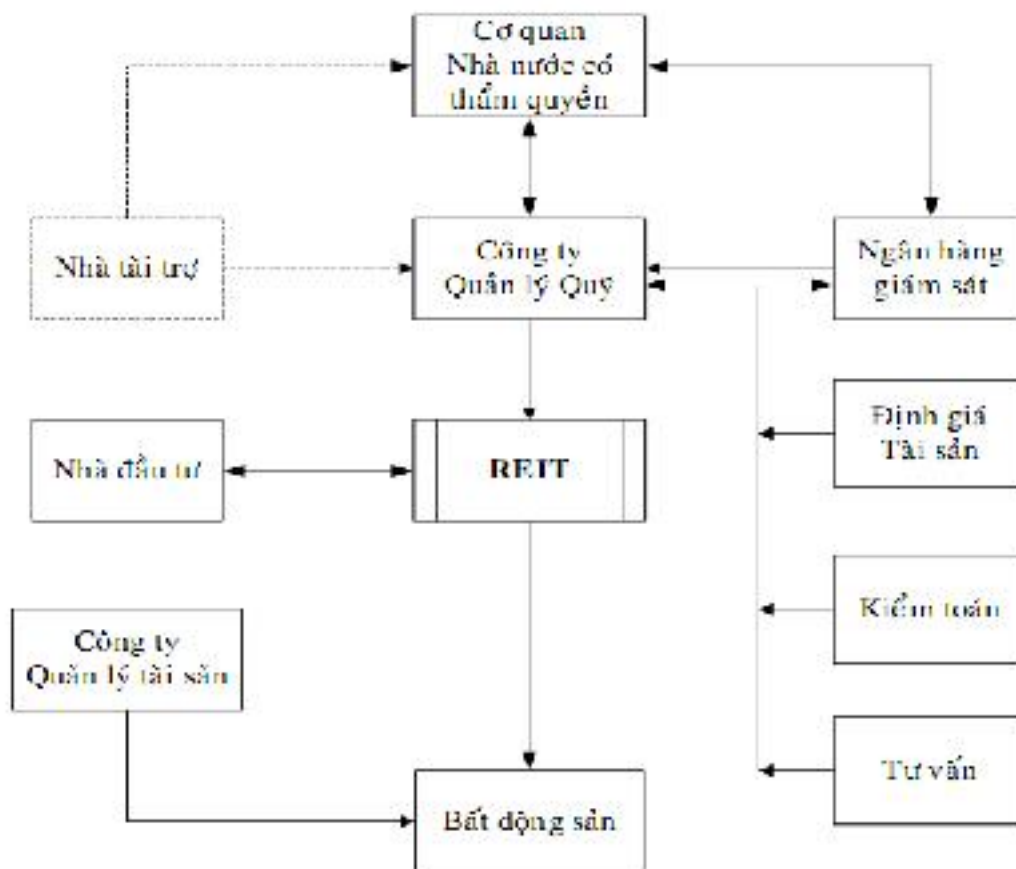 Cơ quan
Nhà nước có
thẩm quyền
Nhà tài trợ
Công ty
Quản lý Quỹ
Ngân hàng
giám sát
Nhà đầu tư
REIT
Định giá
Tài sản
Công ty
Quản lý tài sản
Kiểm toán
Bất động sản
Tư vấn